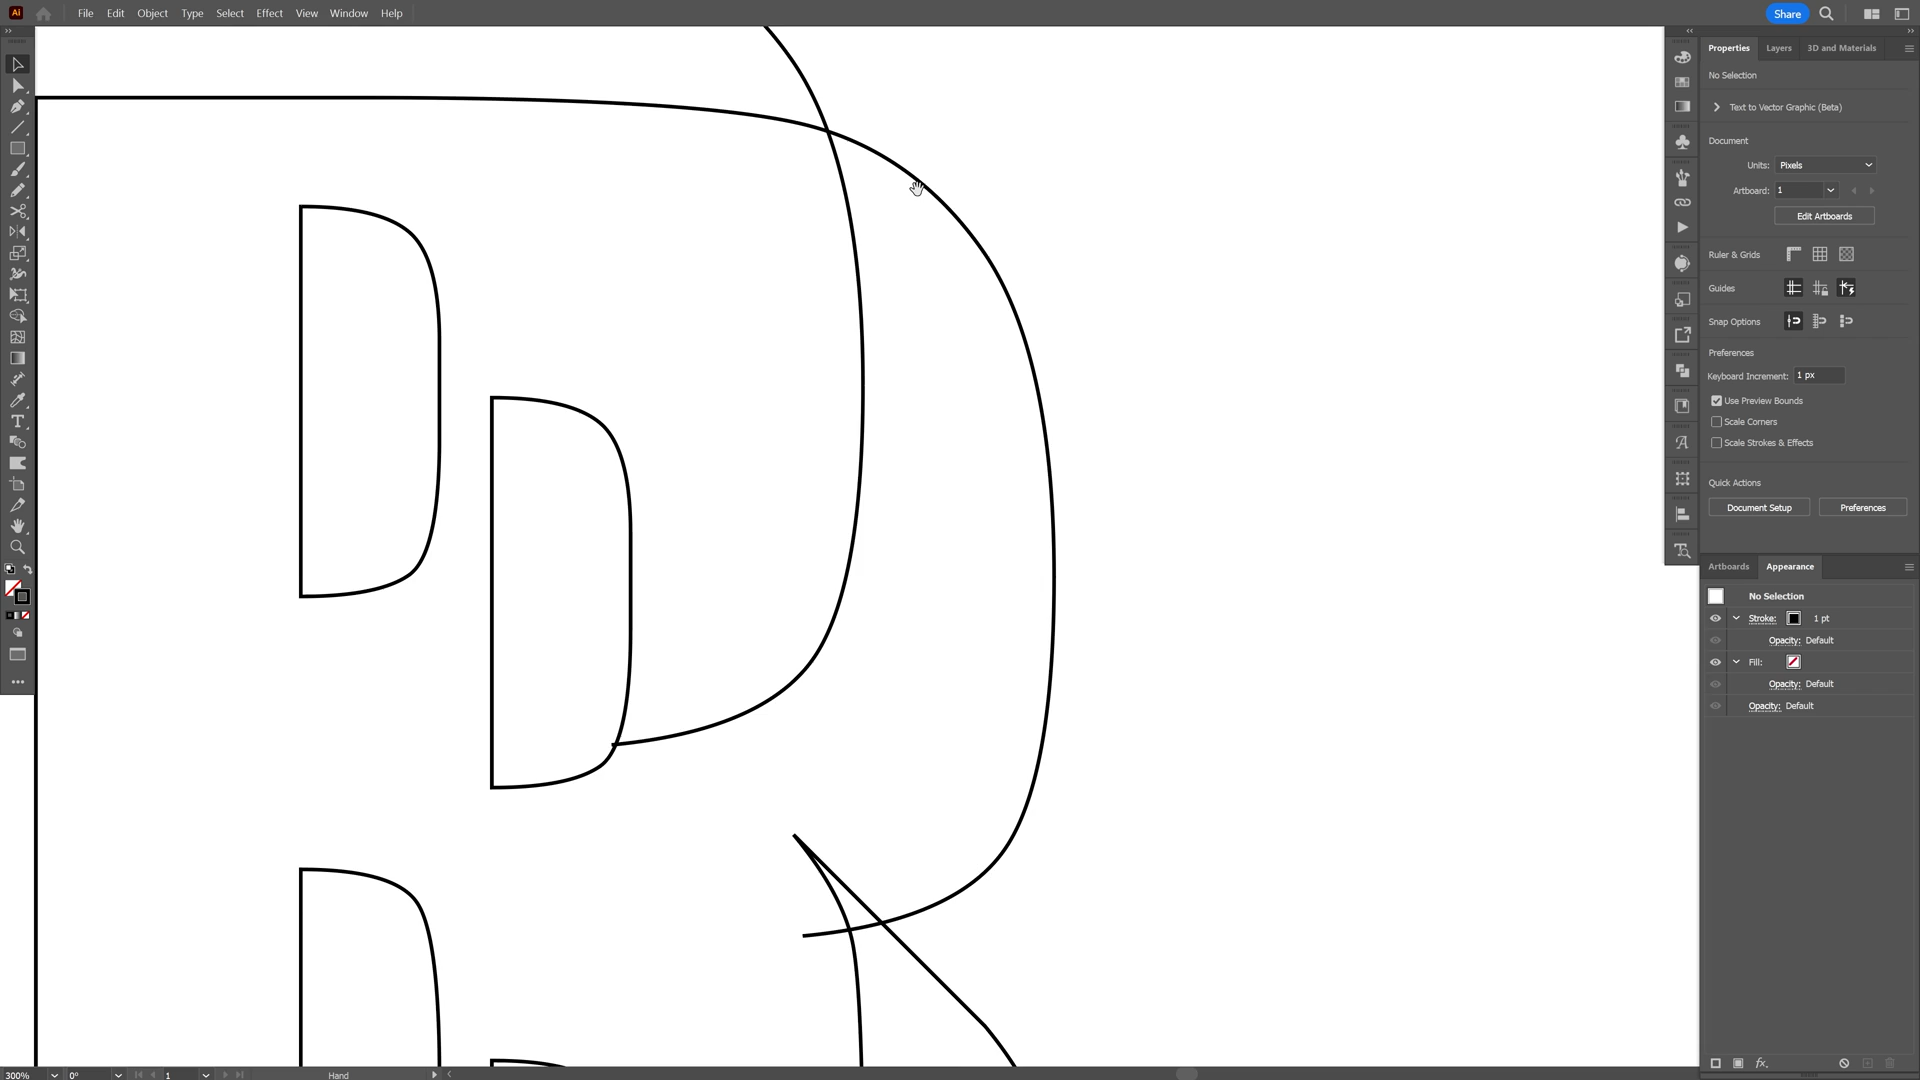 Ai File Edit Object Type Select Effect View Window Help Share
Properties Layers 3D and Materials
No Selection
Text to Vector Graphic (Beta)
Document
Units: Pixels
Artboard: 1
Edit Artboards
Ruler & Grids
Guides
Snap Options
Preferences
Keyboard Increment: 1 px
Use Preview Bounds
Scale Corners
Scale Strokes & Effects
Quick Actions
Document Setup Preferences
Artboards Appearance
No Selection
Stroke: 1 pt
Opacity: Default
Fill:
Opacity: Default
Opacity: Default
fx
300% 0° 1 Hand